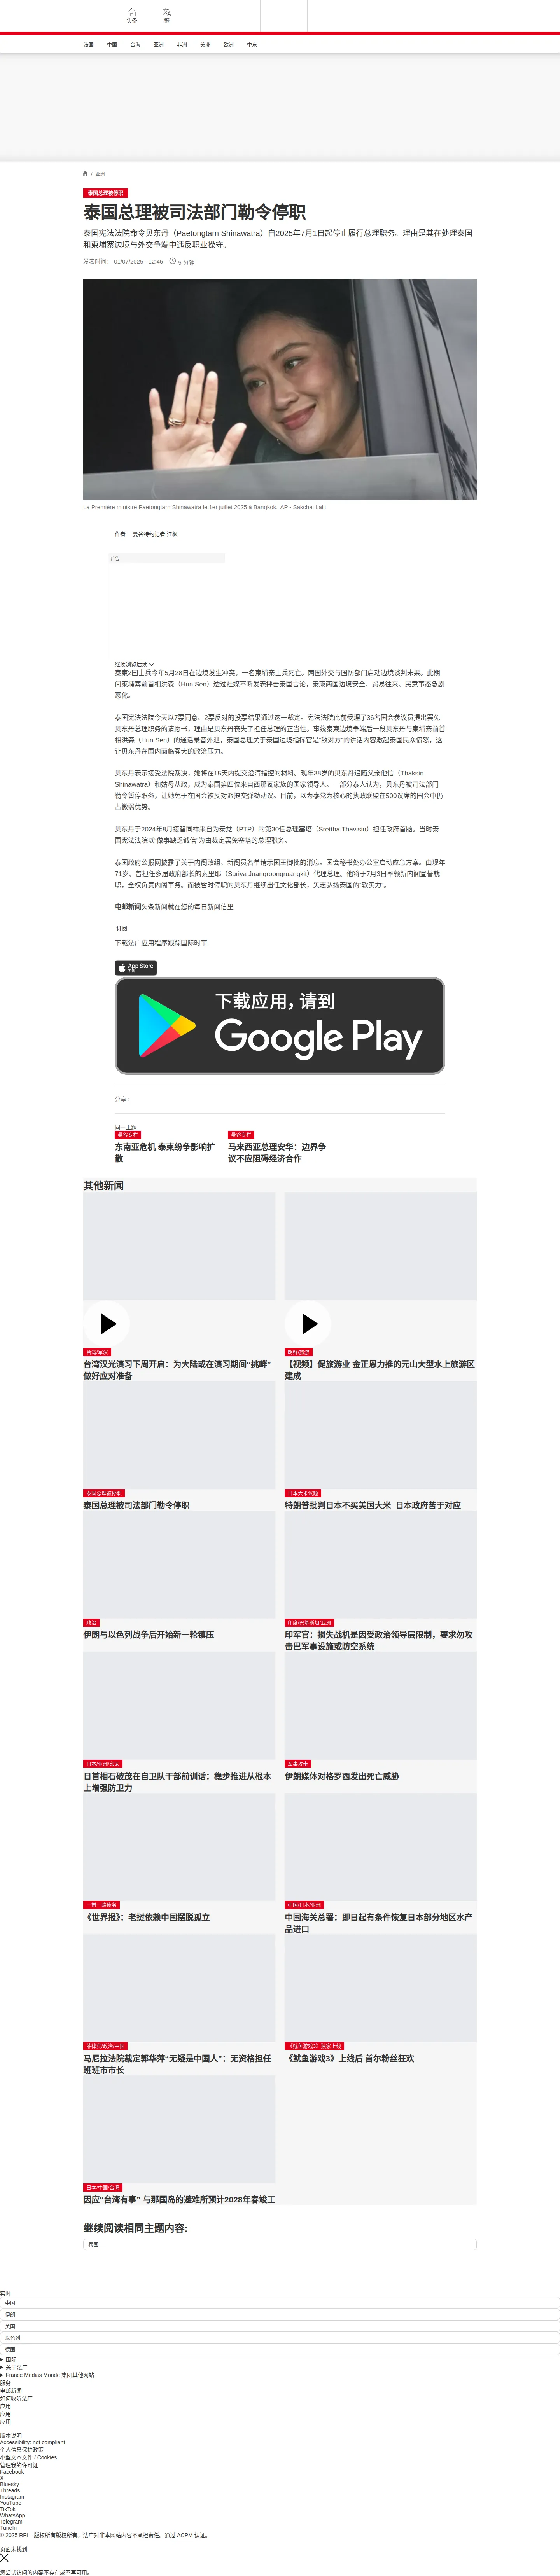 头条
繁
法国
中国
台海
亚洲
非洲
美洲
欧洲
中东
/ 亚洲
泰国总理被停职
泰国总理被司法部门勒令停职
泰国宪法法院命令贝东丹（Paetongtarn Shinawatra）自2025年7月1日起停止履行总理职务。理由是其在处理泰国
和柬埔寨边境与外交争端中违反职业操守。
发表时间： 01/07/2025 - 12:46
5 分钟
La Première ministre Paetongtarn Shinawatra le 1er juillet 2025 à Bangkok. AP - Sakchai Lalit
作者： 曼谷特约记者 江枫
广告
继续浏览后续
泰柬2国士兵今年5月28日在边境发生冲突，一名柬埔寨士兵死亡。两国外交与国防部门启动边境谈判未果。此期
间柬埔寨前首相洪森（Hun Sen）透过社媒不断发表抨击泰国言论，泰柬两国边境安全、贸易往来、民意事态急剧
恶化。
泰国宪法法院今天以7票同意、2票反对的投票结果通过这一裁定。宪法法院此前受理了36名国会参议员提出罢免
贝东丹总理职务的请愿书，理由是贝东丹丧失了担任总理的正当性。事缘泰柬边境争端后一段贝东丹与柬埔寨前首
相洪森（Hun Sen）的通话录音外泄，泰国总理关于泰国边境指挥官是“敌对方”的讲话内容激起泰国民众愤怒，这
让贝东丹在国内面临强大的政治压力。
贝东丹表示接受法院裁决，她将在15天内提交澄清指控的材料。现年38岁的贝东丹追随父亲他信（Thaksin
Shinawatra）和姑母从政，成为泰国第四位来自西那瓦家族的国家领导人。一部分泰人认为，贝东丹被司法部门
勒令暂停职务，让她免于在国会被反对派提交弹劾动议。目前，以为泰党为核心的执政联盟在500议席的国会中仍
占微弱优势。
贝东丹于2024年8月接替同样来自为泰党（PTP）的第30任总理塞塔（Srettha Thavisin）担任政府首脑。当时泰
国宪法法院以“做事缺乏诚信”为由裁定罢免塞塔的总理职务。
泰国政府公报网披露了关于内阁改组、新阁员名单请示国王御批的消息。国会秘书处办公室启动应急方案。由现年
71岁、曾担任多届政府部长的素里耶（Suriya Juangroongruangkit）代理总理。他将于7月3日率领新内阁宣誓就
职，全权负责内阁事务。而被暂时停职的贝东丹继续出任文化部长，矢志弘扬泰国的“软实力”。
电邮新闻头条新闻就在您的每日新闻信里
订阅
下载法广应用程序跟踪国际时事
App Store
下载
下载应用，请到
Google Play
分享 :
同一主题
曼谷专栏
东南亚危机 泰柬纷争影响扩
散
曼谷专栏
马来西亚总理安华：边界争
议不应阻碍经济合作
其他新闻
台湾/军演
台湾汉光演习下周开启：为大陆或在演习期间“挑衅”
做好应对准备
朝鲜/旅游
【视频】促旅游业 金正恩力推的元山大型水上旅游区
建成
泰国总理被停职
泰国总理被司法部门勒令停职
日本大米议题
特朗普批判日本不买美国大米 日本政府苦于对应
政治
伊朗与以色列战争后开始新一轮镇压
印度/巴基斯坦/亚洲
印军官：损失战机是因受政治领导层限制，要求勿攻
击巴军事设施或防空系统
日本/亚洲/印太
日首相石破茂在自卫队干部前训话：稳步推进从根本
上增强防卫力
军事攻击
伊朗媒体对格罗西发出死亡威胁
一带一路债务
《世界报》：老挝依赖中国摆脱孤立
中国/日本/亚洲
中国海关总署：即日起有条件恢复日本部分地区水产
品进口
菲律宾/政治/中国
马尼拉法院裁定郭华萍“无疑是中国人”：无资格担任
班班市市长
《鱿鱼游戏3》独家上线
《鱿鱼游戏3》上线后 首尔粉丝狂欢
日本/中国/台湾
因应“台湾有事” 与那国岛的避难所预计2028年春竣工
继续阅读相同主题内容:
泰国
实时
中国
伊朗
美国
以色列
德国
国际
关于法广
France Médias Monde 集团其他网站
服务
电邮新闻
如何收听法广
应用
应用
应用
版本说明
Accessibility: not compliant
个人信息保护政策
小型文本文件 / Cookies
管理我的许可证
Facebook
X
Bluesky
Threads
Instagram
YouTube
TikTok
WhatsApp
Telegram
TuneIn
© 2025 RFI – 版权所有版权所有。法广对非本网站内容不承担责任。通过 ACPM 认证。
页面未找到
您尝试访问的内容不存在或不再可用。